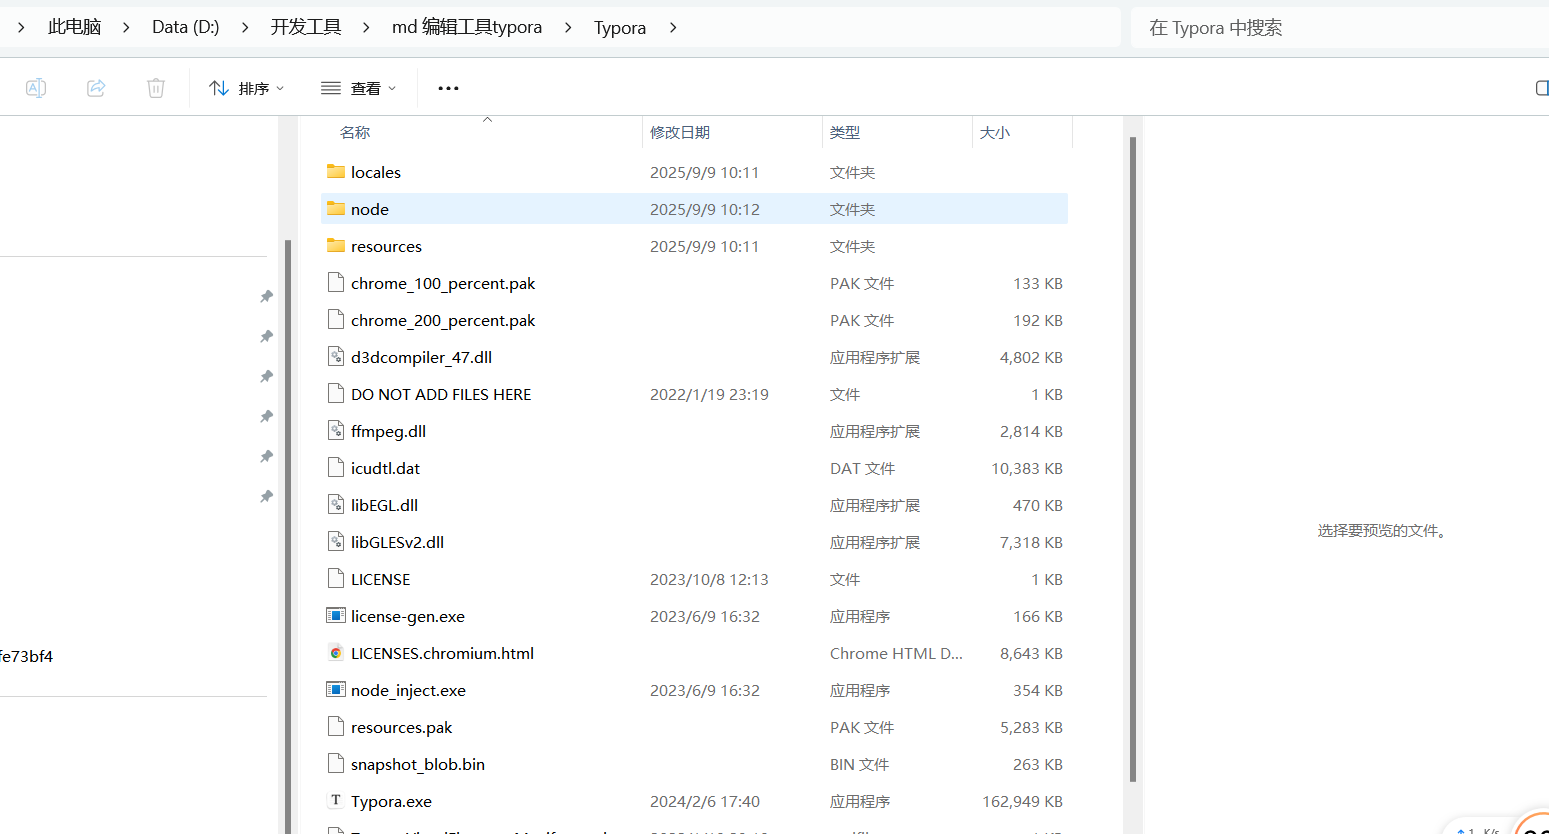 此电脑 Data (D:) 开发工具 md 编辑工具typora Typora 在 Typora 中搜索
排序 查看
名称 修改日期 类型 大小
locales 2025/9/9 10:11 文件夹
node 2025/9/9 10:12 文件夹
resources 2025/9/9 10:11 文件夹
chrome_100_percent.pak PAK 文件 133 KB
chrome_200_percent.pak PAK 文件 192 KB
d3dcompiler_47.dll 应用程序扩展 4,802 KB
DO NOT ADD FILES HERE 2022/1/19 23:19 文件 1 KB
ffmpeg.dll 应用程序扩展 2,814 KB
icudtl.dat DAT 文件 10,383 KB
libEGL.dll 应用程序扩展 470 KB
选择要预览的文件。
libGLESv2.dll 应用程序扩展 7,318 KB
LICENSE 2023/10/8 12:13 文件 1 KB
license-gen.exe 2023/6/9 16:32 应用程序 166 KB
fe73bf4
LICENSES.chromium.html Chrome HTML D... 8,643 KB
node_inject.exe 2023/6/9 16:32 应用程序 354 KB
resources.pak PAK 文件 5,283 KB
snapshot_blob.bin BIN 文件 263 KB
Typora.exe 2024/2/6 17:40 应用程序 162,949 KB